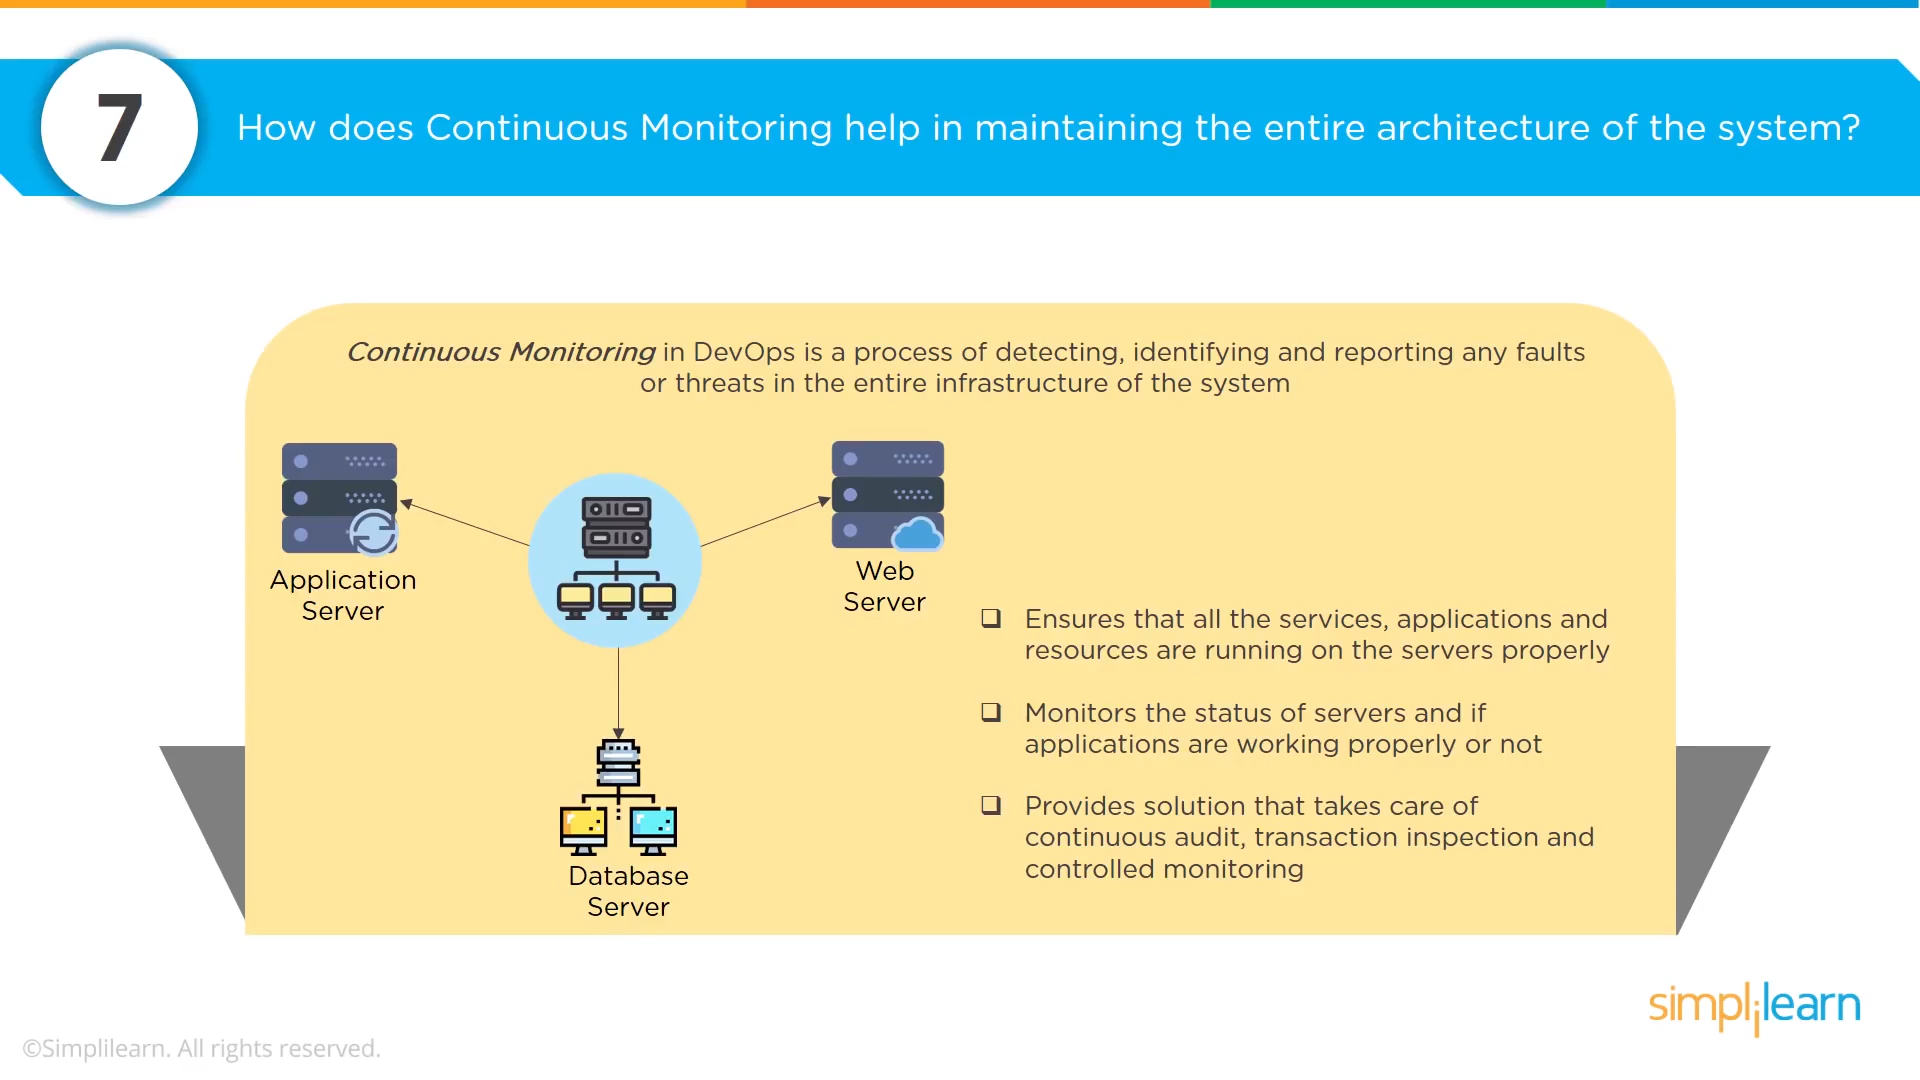 7
How does Continuous Monitoring help in maintaining the entire architecture of the system?
Continuous Monitoring in DevOps is a process of detecting, identifying and reporting any faults
or threats in the entire infrastructure of the system
Application
Server
Web
Server
Database
Server
❑ Ensures that all the services, applications and
resources are running on the servers properly
❑ Monitors the status of servers and if
applications are working properly or not
❑ Provides solution that takes care of
continuous audit, transaction inspection and
controlled monitoring
simplilearn
©Simplilearn. All rights reserved.